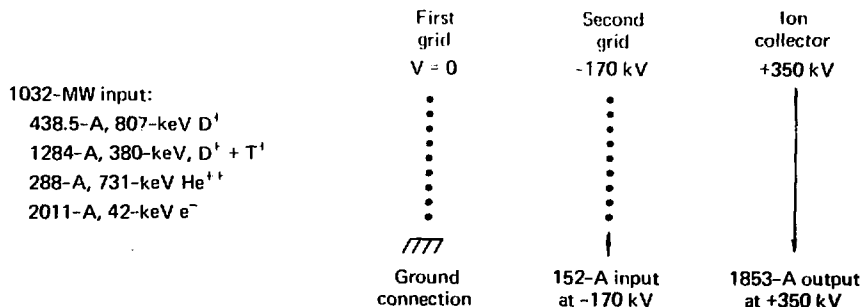 First grid V = 0
Second grid -170 kV
Ion collector +350 kV
1032-MW input:
438.5-A, 807-keV D⁺
1284-A, 380-keV, D⁺ + T⁺
288-A, 731-keV He⁺⁺
2011-A, 42-keV e⁻
Ground connection
152-A input at -170 kV
1853-A output at +350 kV